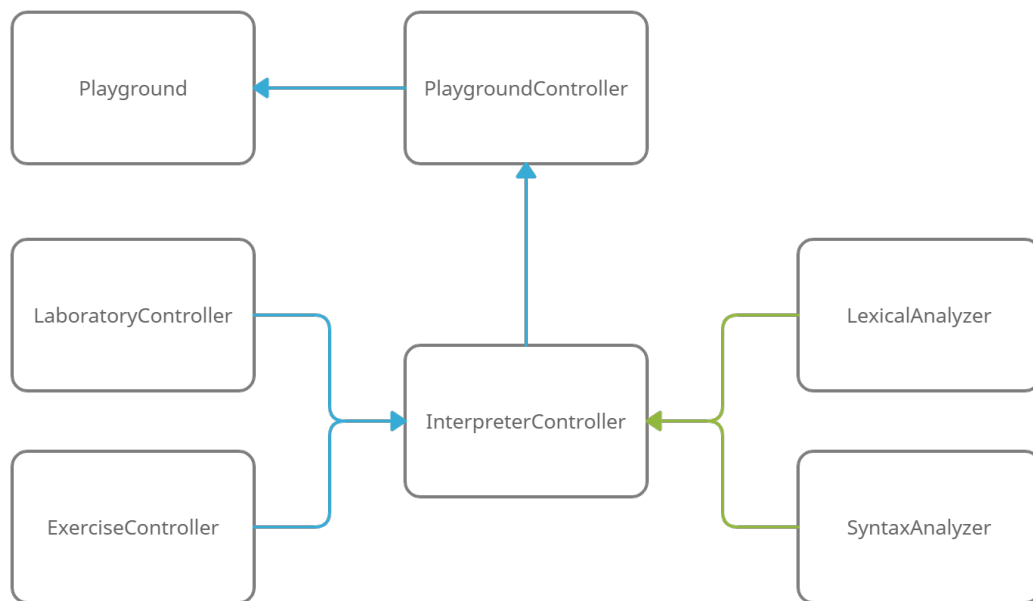 Playground
PlaygroundController
LaboratoryController
LexicalAnalyzer
InterpreterController
ExerciseController
SyntaxAnalyzer